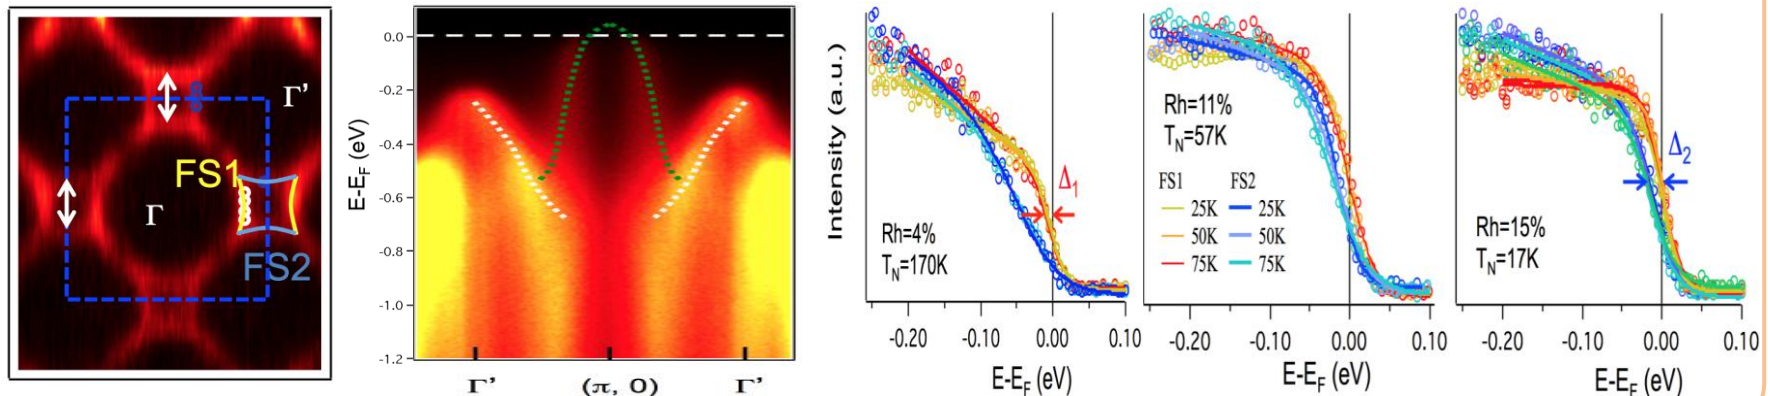 Γ'
FS1
Γ
FS2
E-E_F (eV)
0.0
-0.2
-0.4
-0.6
-0.8
-1.0
-1.2
Γ'
(π, 0)
Γ'
Intensity (a.u.)
Δ₁
Rh=4%
T_N=170K
-0.20
-0.10
0.00
0.10
E-E_F (eV)
Rh=11%
T_N=57K
FS1 FS2
25K 25K
50K 50K
75K 75K
-0.20
-0.10
0.00
0.10
E-E_F (eV)
Δ₂
Rh=15%
T_N=17K
-0.20
-0.10
0.00
0.10
E-E_F (eV)